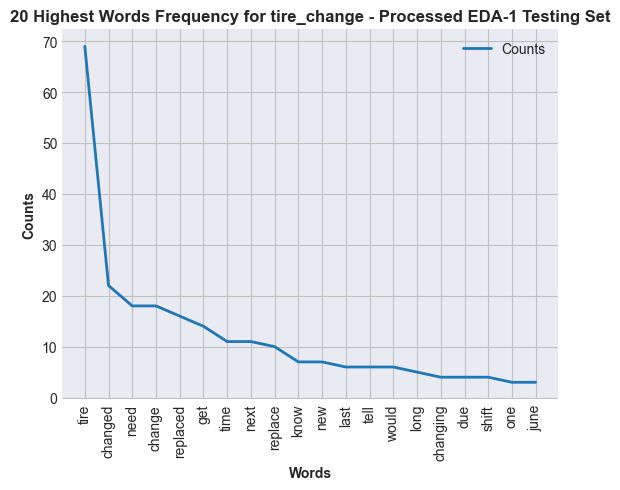 20 Highest Words Frequency for tire_change - Processed EDA-1 Testing Set
Counts
70
60
50
40
30
20
10
0
Counts
tire
changed
need
change
replaced
get
time
next
replace
know
new
last
tell
would
long
changing
due
shift
one
june
Words